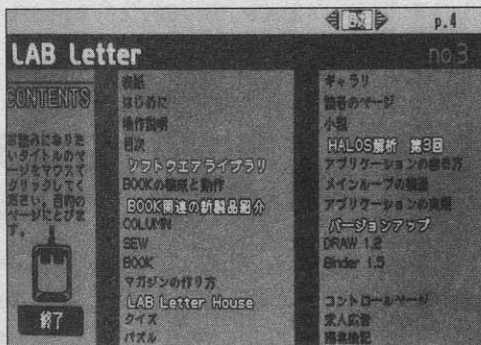 p.4
LAB Letter
no.3
CONTENTS
お読みになりた
いタイトルのペ
ージをマウスで
クリックしてく
ださい。目的の
ページにとびま
す。
終了
表紙
はじめに
操作説明
目次
ソフトウエアライブラリ
BOOKの構成と動作
BOOK関連の新製品紹介
COLUMN
SEW
BOOK
マガジンの作り方
LAB Letter House
クイズ
パズル
ギャラリ
読者のページ
小説
HALOS解析 第3回
アプリケーションの書き方
メインループの構造
アプリケーションの実際
バージョンアップ
DRAW 1.2
Binder 1.5
コントロールページ
求人広告
編集後記